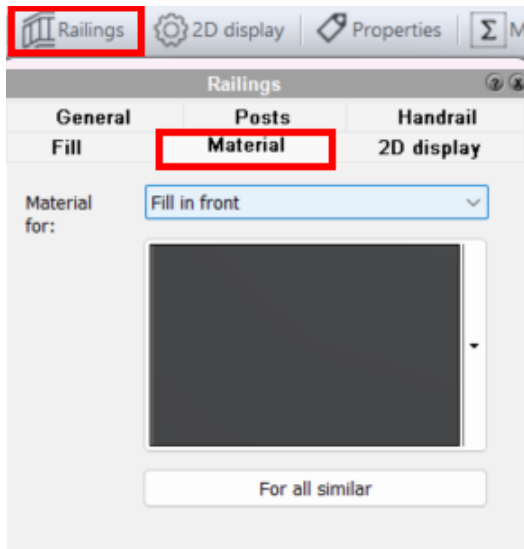 Railings 2D display Properties Σ M
Railings
General Posts Handrail
Fill Material 2D display
Material for: Fill in front
For all similar